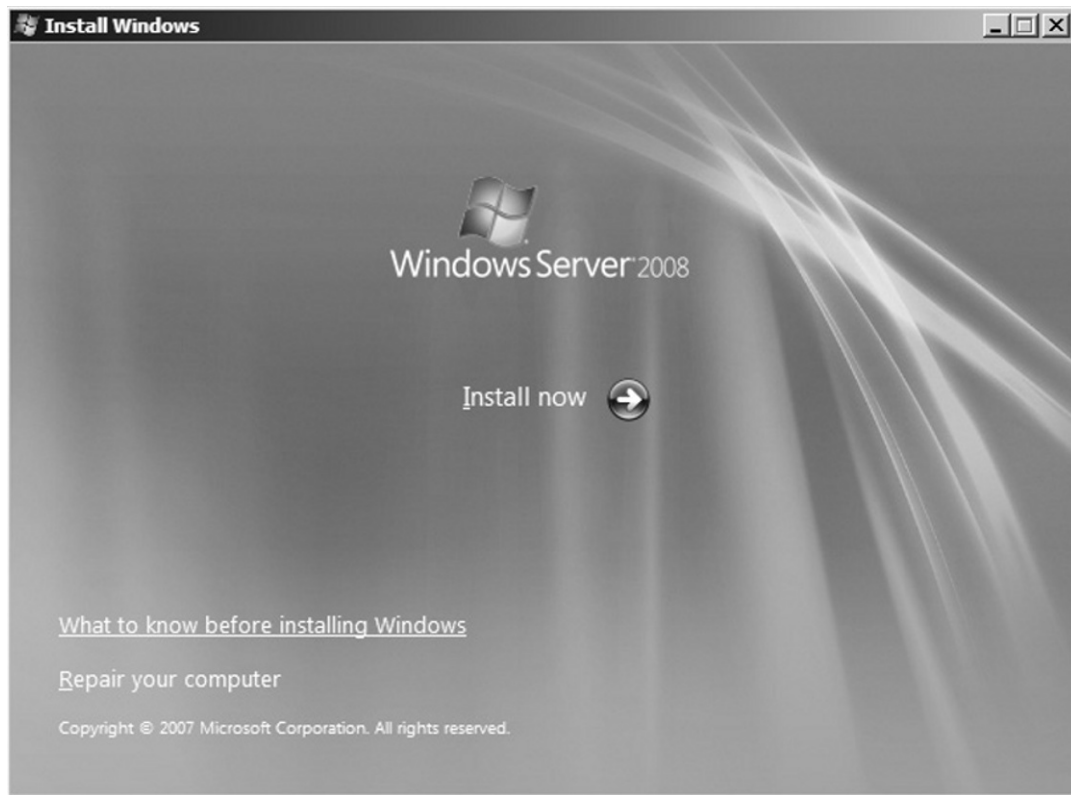 Install Windows
Windows Server 2008
Install now
What to know before installing Windows
Repair your computer
Copyright © 2007 Microsoft Corporation. All rights reserved.